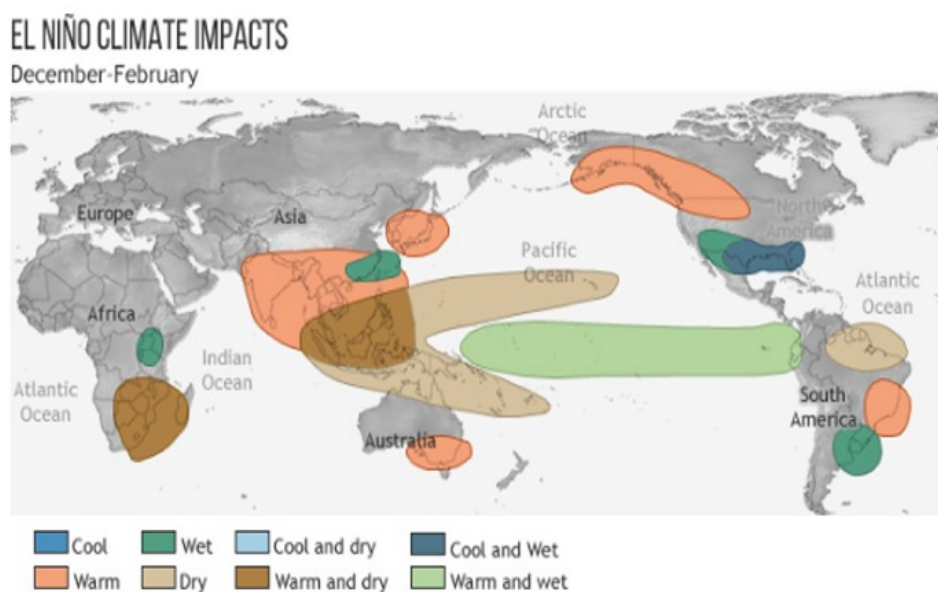 EL NIÑO CLIMATE IMPACTS
December-February
Arctic
Ocean
Europe
Asia
North
America
Pacific
Ocean
Atlantic
Ocean
Africa
Indian
Ocean
Atlantic
Ocean
South
America
Australia
Cool
Wet
Cool and dry
Cool and Wet
Warm
Dry
Warm and dry
Warm and wet